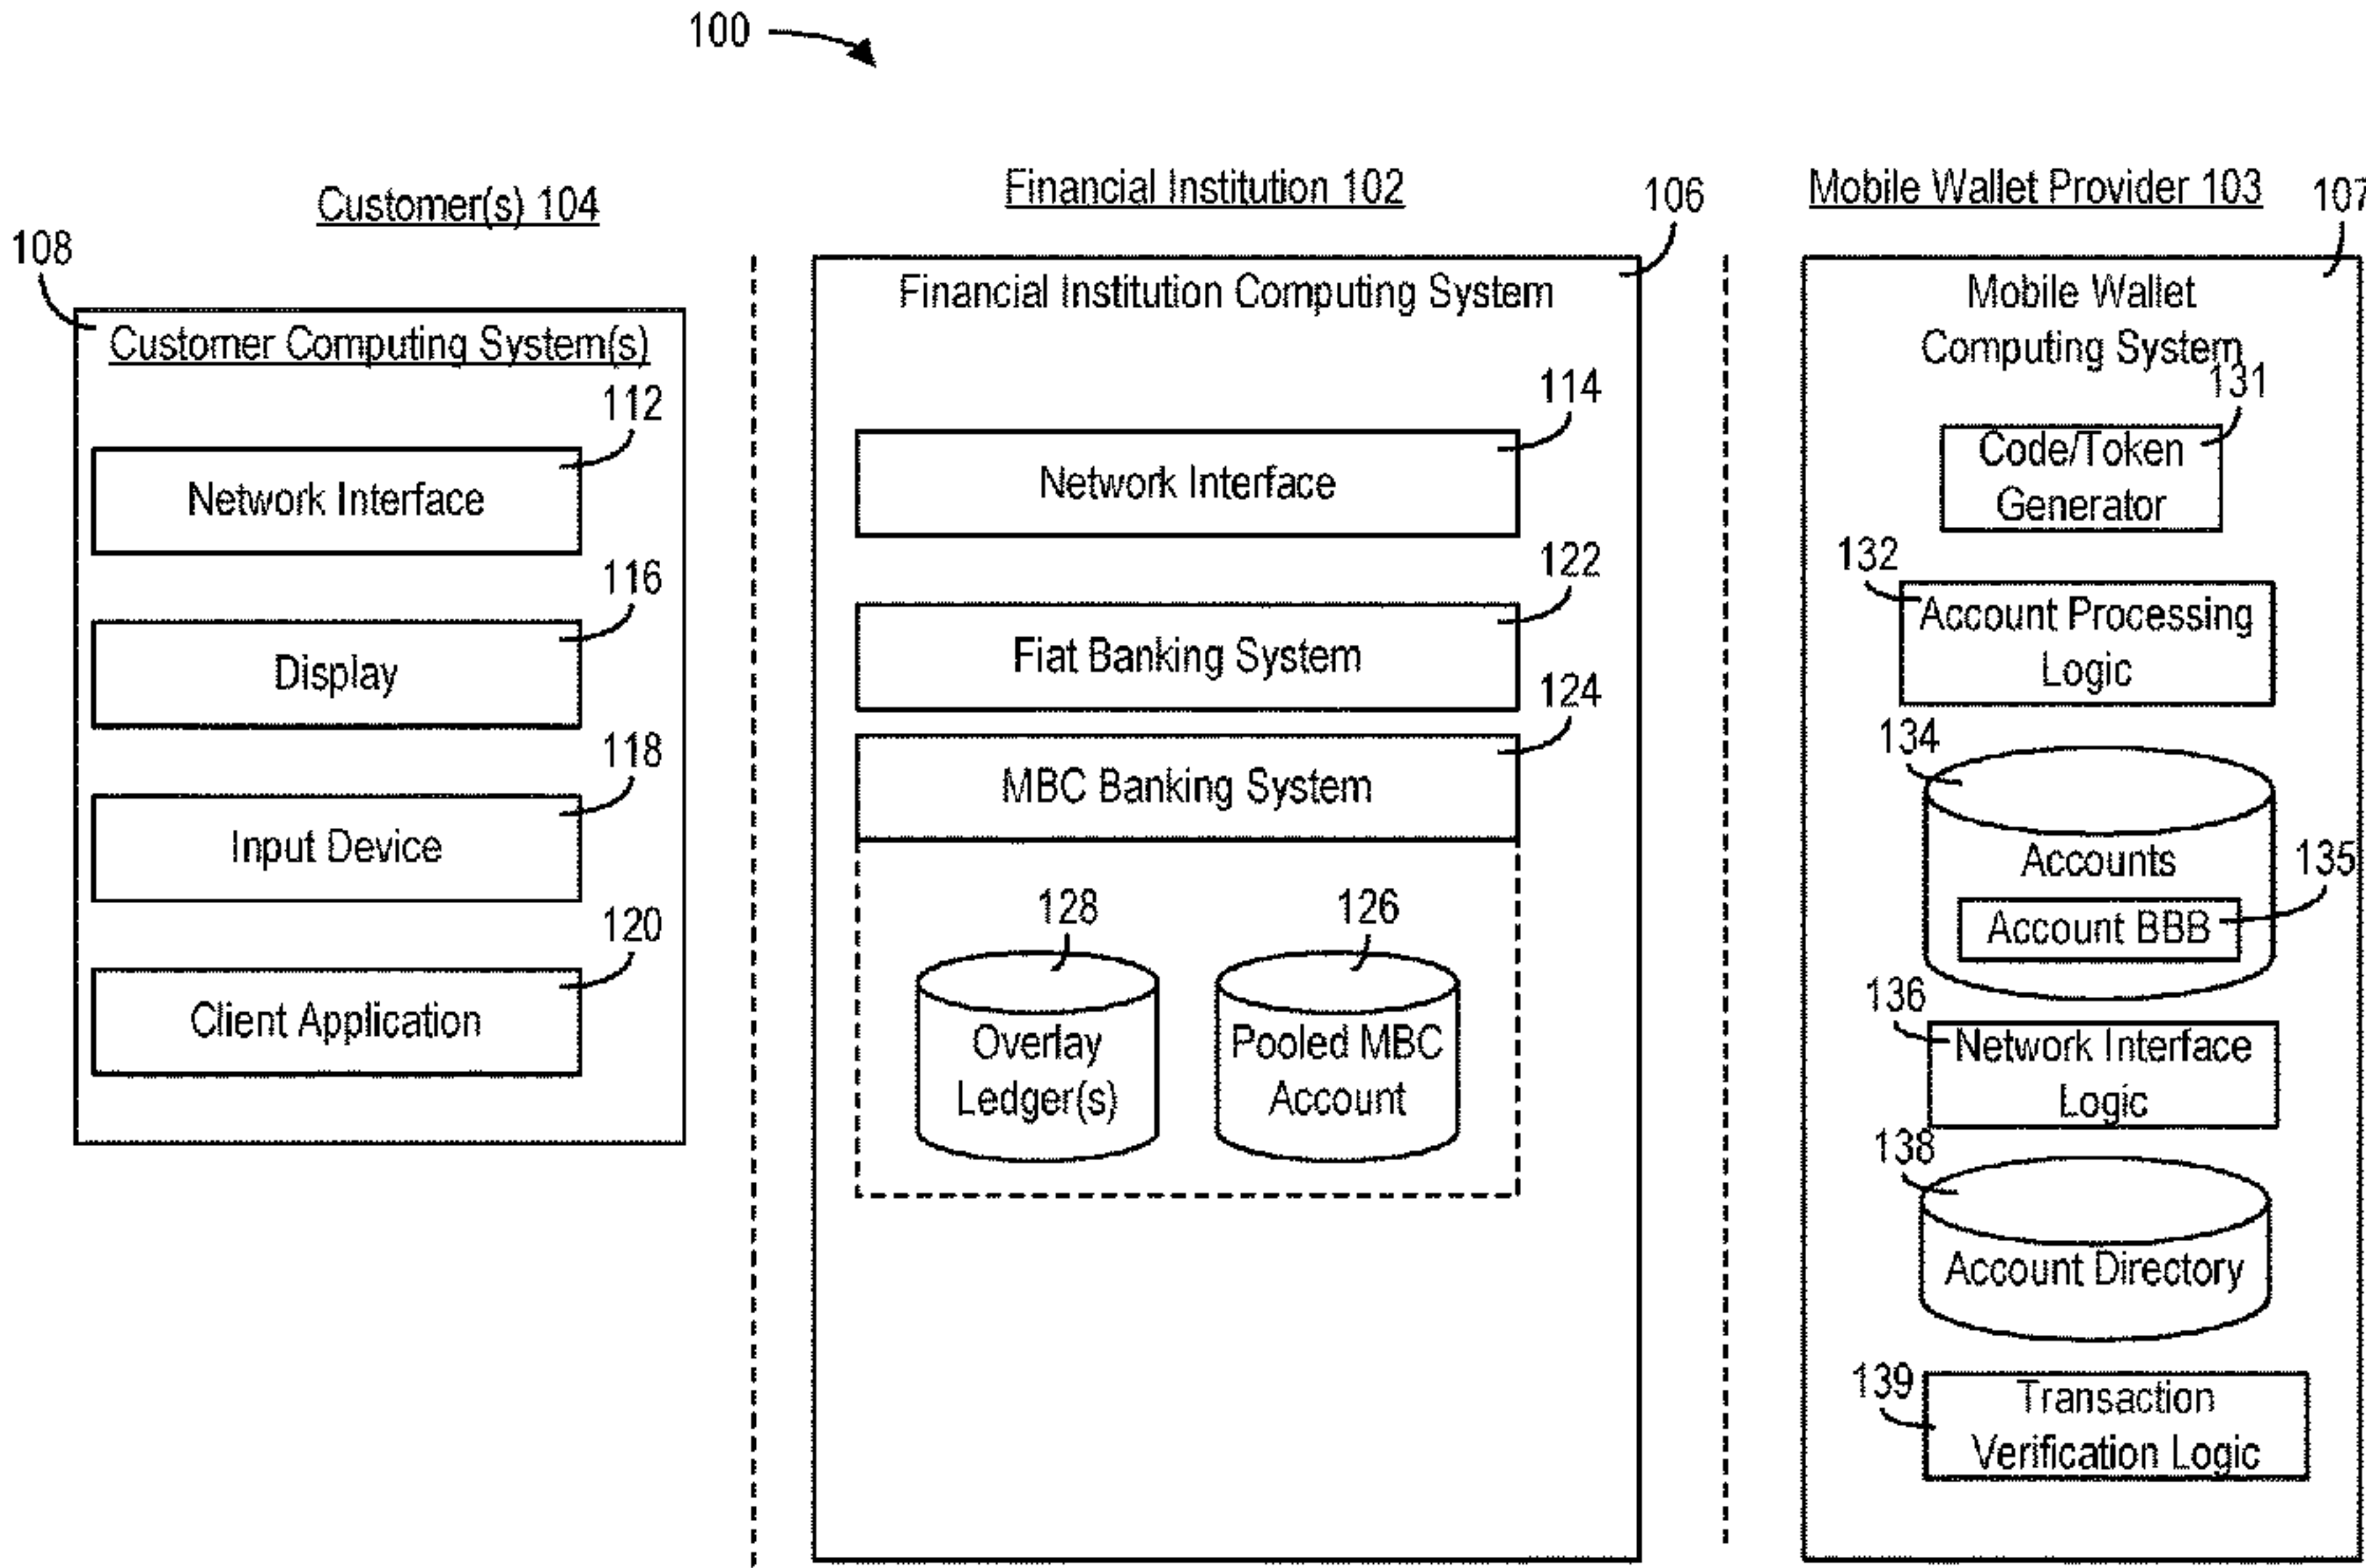 100
Customer(s) 104
108
Customer Computing System(s)
112
Network Interface
116
Display
118
Input Device
120
Client Application
Financial Institution 102
106
Financial Institution Computing System
114
Network Interface
122
Fiat Banking System
124
MBC Banking System
128
Overlay
Ledger(s)
126
Pooled MBC
Account
Mobile Wallet Provider 103
107
Mobile Wallet
Computing System
131
Code/Token
Generator
132
Account Processing
Logic
134
Accounts
135
Account BBB
136
Network Interface
Logic
138
Account Directory
139
Transaction
Verification Logic